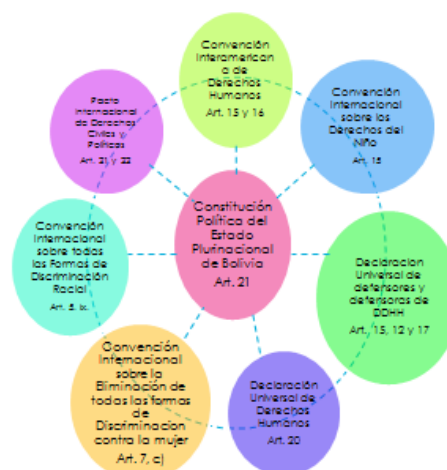 Convención
Interamerican
a de
Derechos
Humanos
Art. 15 y 16
Convención
Internacional
sobre los
Derechos del
Niño
Art. 15
Declaracion
Universal de
defensores y
defensoras de
DDHH
Art. 15, 12 y 17
Declaración
Universal de
Derechos
Humanos
Art. 20
Convención
Internacional
sobre la
Eliminación de
todas las formas
de
Discriminacion
contra la mujer
Art. 7, c)
Convención
Internacional
sobre todas
las Formas de
Discriminación
Racial
Art. 5. ix.
Pacto
Internacional
de Derechos
Civiles y
Políticos
Art. 21 y 22
Constitución
Política del
Estado
Plurinacional
de Bolivia
Art. 21